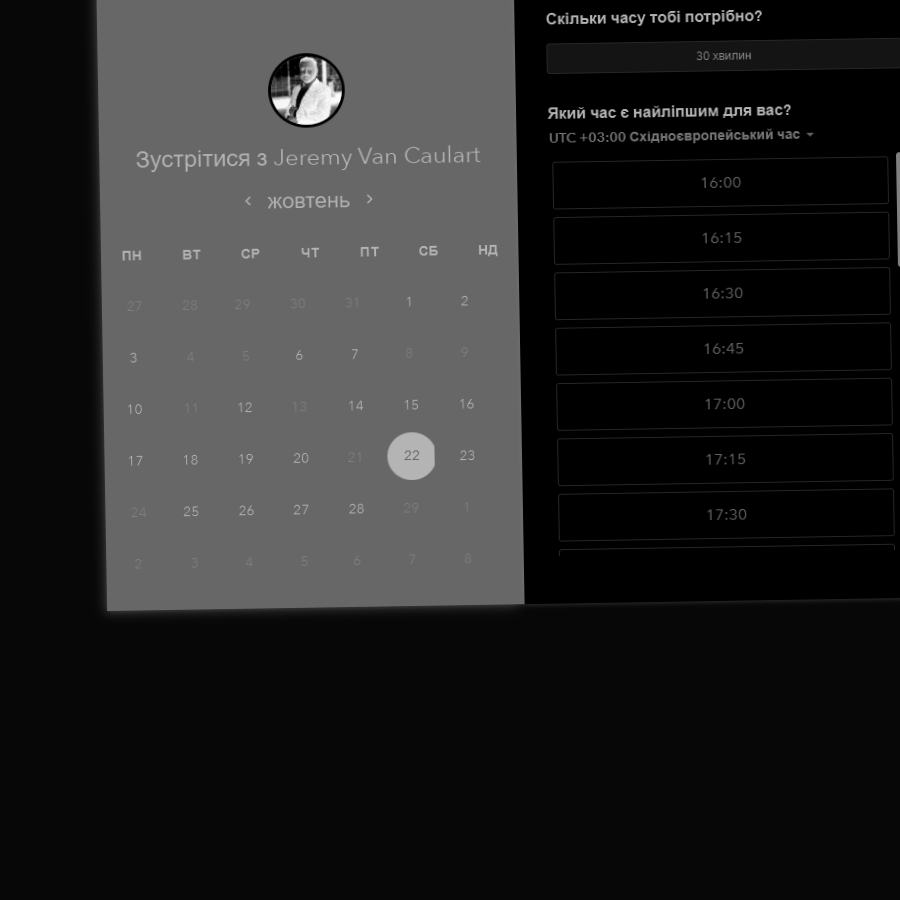 Зустрітися з Jeremy Van Caulart
жовтень
ПН ВТ СР ЧТ ПТ СБ НД
27 28 29 30 31 1 2
3 4 5 6 7 8 9
10 11 12 13 14 15 16
17 18 19 20 21 22 23
24 25 26 27 28 29 1
2 3 4 5 6 7 8
Скільки часу тобі потрібно?
30 хвилин
Який час є найліпшим для вас?
UTC +03:00 Східноєвропейський час
16:00
16:15
16:30
16:45
17:00
17:15
17:30